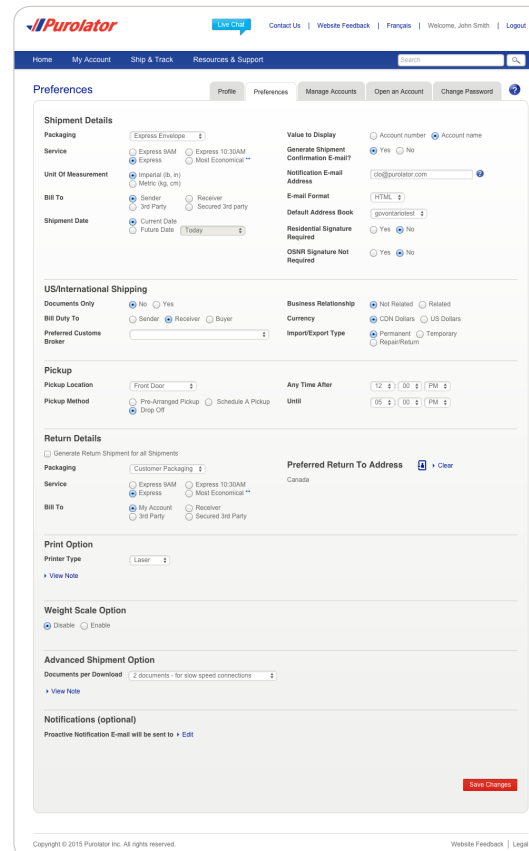 Purolator
Live Chat Contact Us | Website Feedback | Français | Welcome, John Smith | Logout
Home My Account Ship & Track Resources & Support Search
Preferences Profile Preferences Manage Accounts Open an Account Change Password ?
Shipment Details
Packaging Express Envelope Value to Display Account number Account name
Service Express 9AM Express 10:30AM Generate Shipment Yes No
Express Most Economical ** Confirmation E-mail?
Unit Of Measurement Imperial (lb, in) Notification E-mail clo@purolator.com ?
Metric (kg, cm) Address
Bill To Sender Receiver E-mail Format HTML
3rd Party Secured 3rd party Default Address Book govontariotest
Shipment Date Current Date Residential Signature Yes No
Future Date Today Required
OSNR Signature Not Yes No
Required
US/International Shipping
Documents Only No Yes Business Relationship Not Related Related
Bill Duty To Sender Receiver Buyer Currency CDN Dollars US Dollars
Preferred Customs Import/Export Type Permanent Temporary
Broker Repair/Return
Pickup
Pickup Location Front Door Any Time After 12 : 00 PM
Pickup Method Pre-Arranged Pickup Schedule A Pickup Until 05 : 00 PM
Drop Off
Return Details
Generate Return Shipment for all Shipments
Packaging Customer Packaging Preferred Return To Address Clear
Service Express 9AM Express 10:30AM Canada
Express Most Economical **
Bill To My Account Receiver
3rd Party Secured 3rd Party
Print Option
Printer Type Laser
View Note
Weight Scale Option
Disable Enable
Advanced Shipment Option
Documents per Download 2 documents - for slow speed connections
View Note
Notifications (optional)
Proactive Notification E-mail will be sent to Edit
Save Changes
Copyright © 2015 Purolator Inc. All rights reserved. Website Feedback | Legal